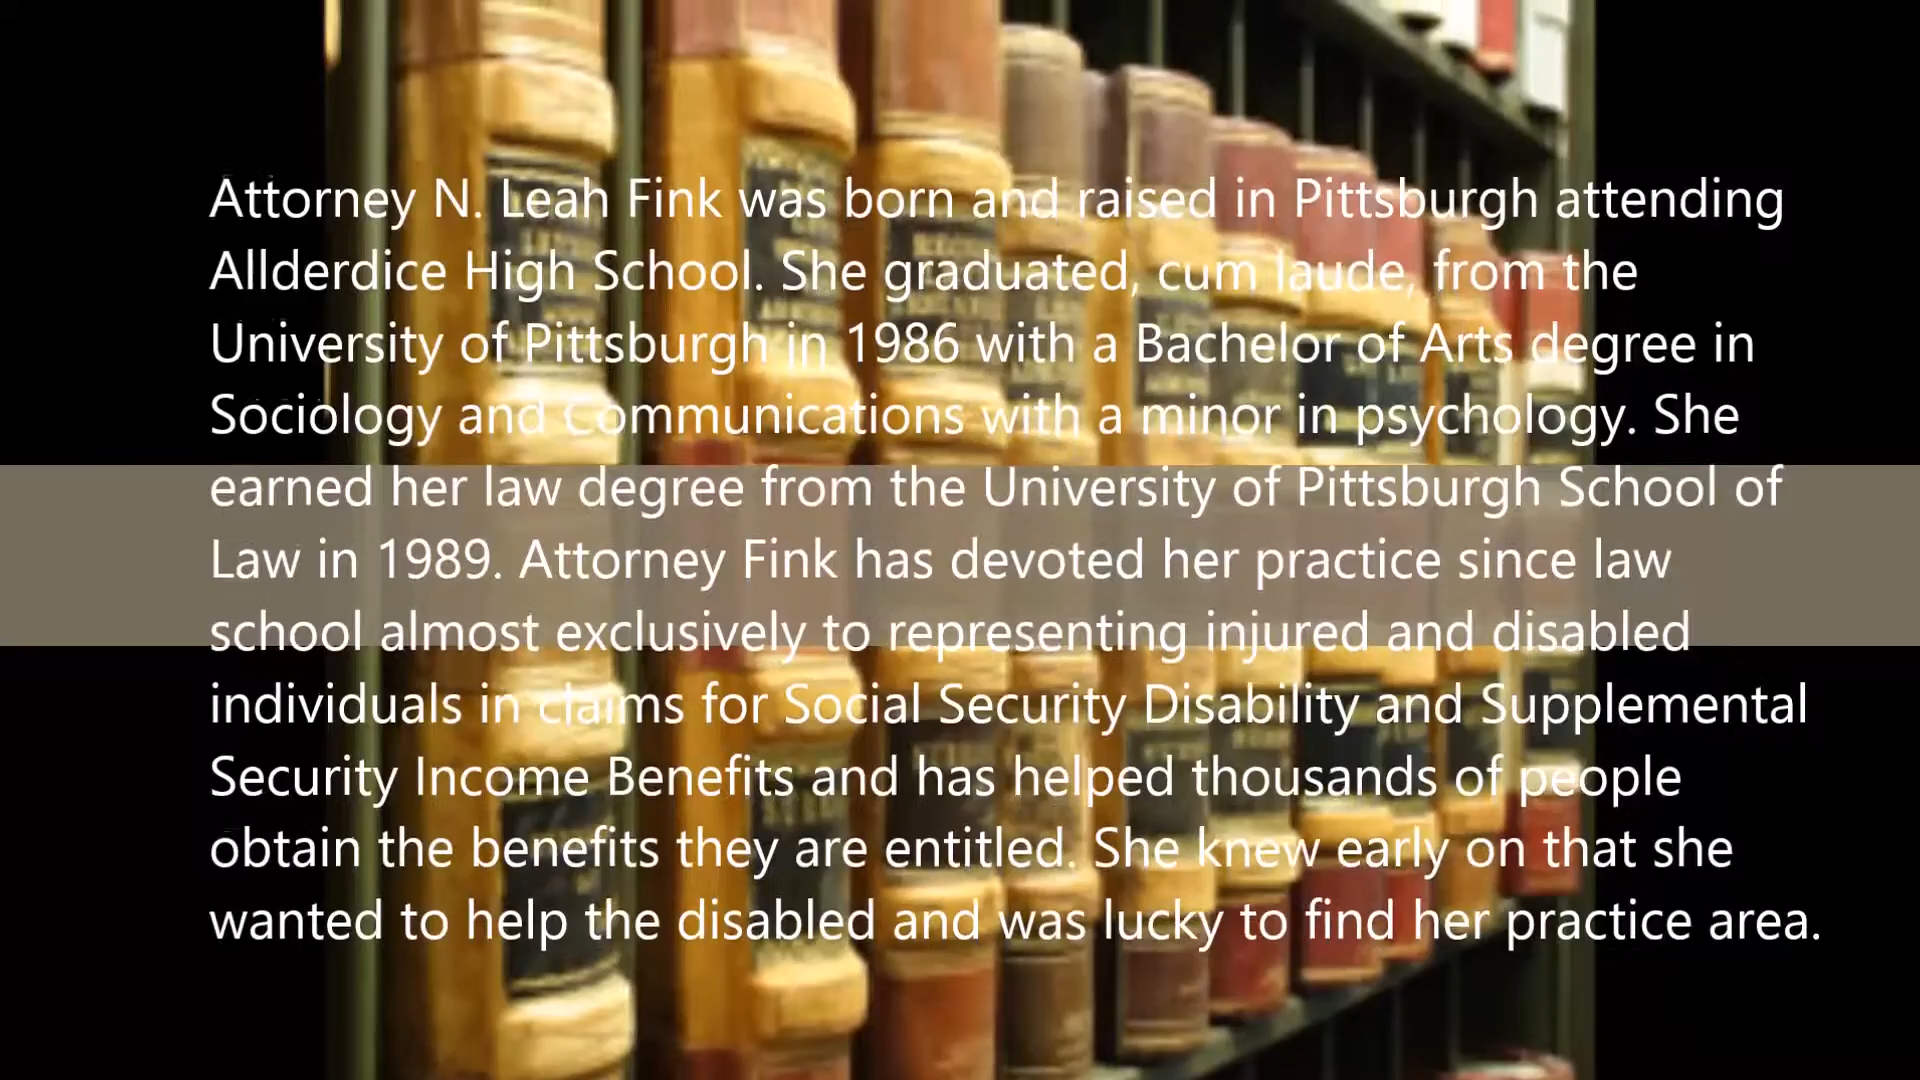 Attorney N. Leah Fink was born and raised in Pittsburgh attending
Allderdice High School. She graduated, cum laude, from the
University of Pittsburgh in 1986 with a Bachelor of Arts degree in
Sociology and Communications with a minor in psychology. She
earned her law degree from the University of Pittsburgh School of
Law in 1989. Attorney Fink has devoted her practice since law
school almost exclusively to representing injured and disabled
individuals in claims for Social Security Disability and Supplemental
Security Income Benefits and has helped thousands of people
obtain the benefits they are entitled. She knew early on that she
wanted to help the disabled and was lucky to find her practice area.